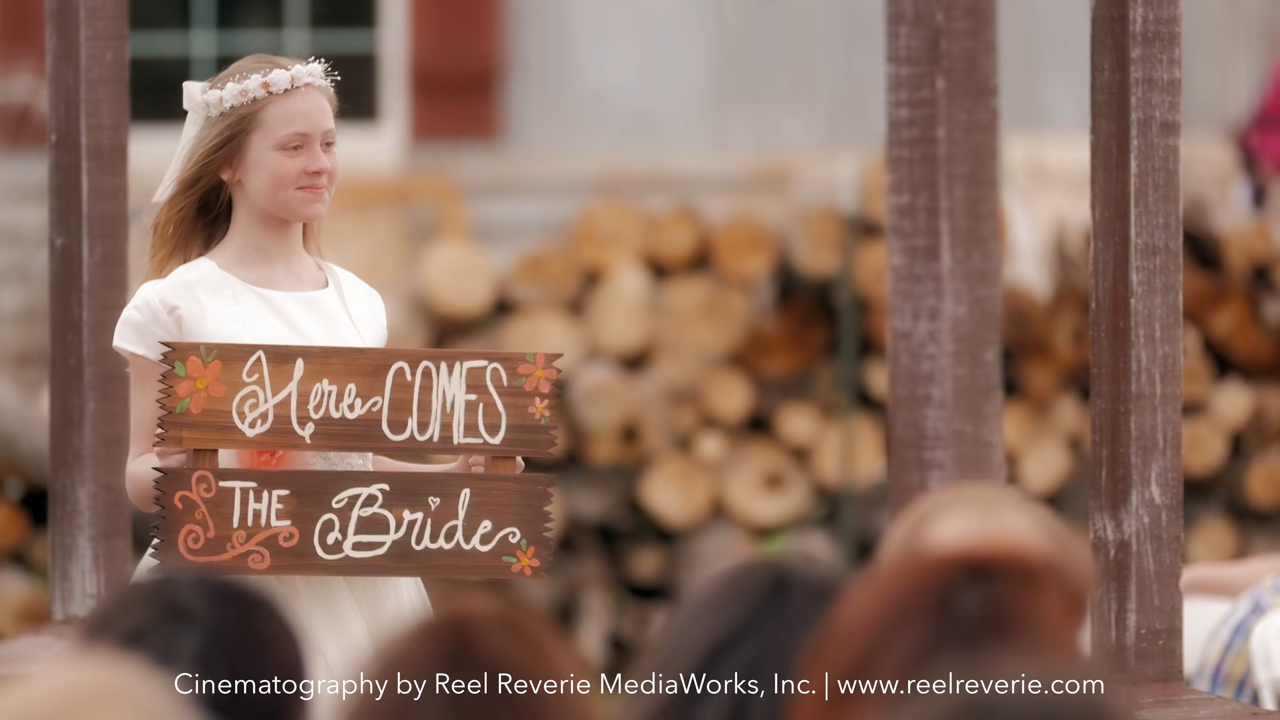 Here COMES
THE Bride
Cinematography by Reel Reverie MediaWorks, Inc. | www.reelreverie.com